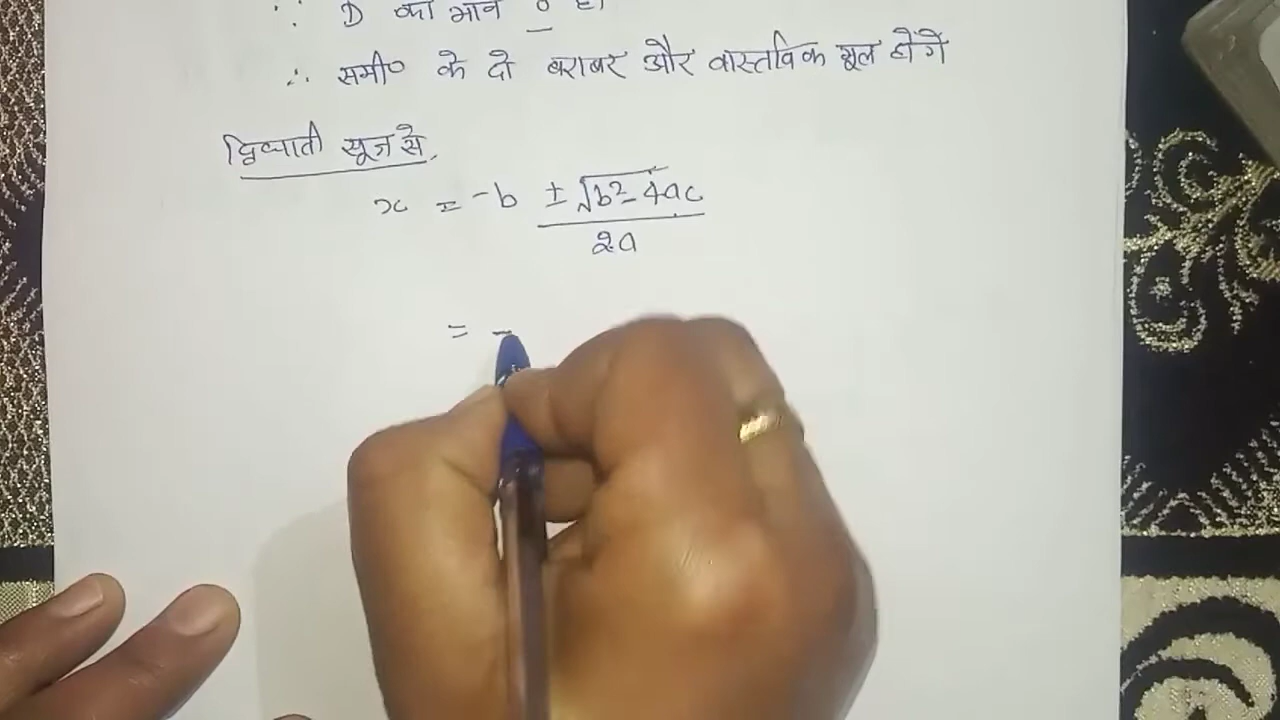 ∵ D का मान 0 है।
∴ समी० के दो बराबर और वास्तविक मूल होंगे
द्विघाती सूत्र से,
x = -b ± √b² - 4ac / 2a
= -